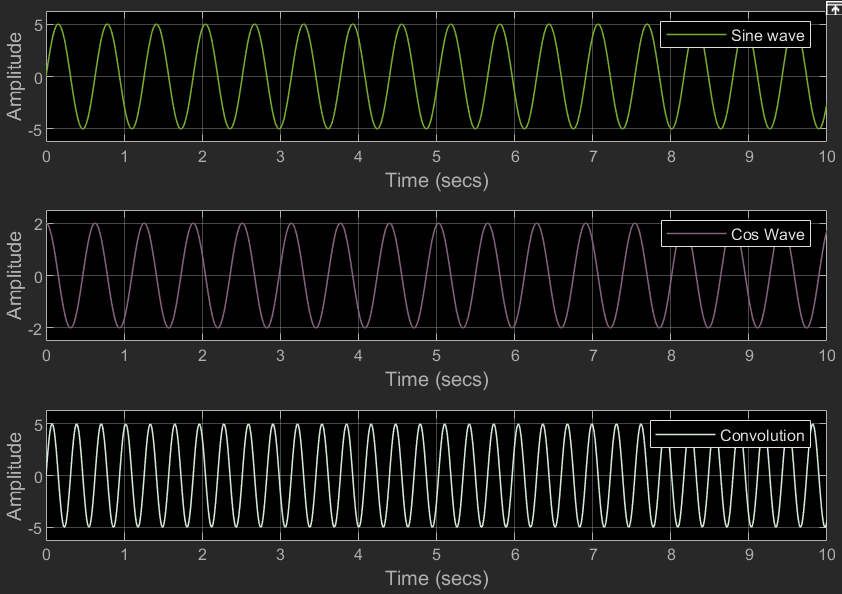 Amplitude
5
0
-5
Sine wave
0 1 2 3 4 5 6 7 8 9 10
Time (secs)
Amplitude
2
0
-2
Cos Wave
0 1 2 3 4 5 6 7 8 9 10
Time (secs)
Amplitude
5
0
-5
Convolution
0 1 2 3 4 5 6 7 8 9 10
Time (secs)